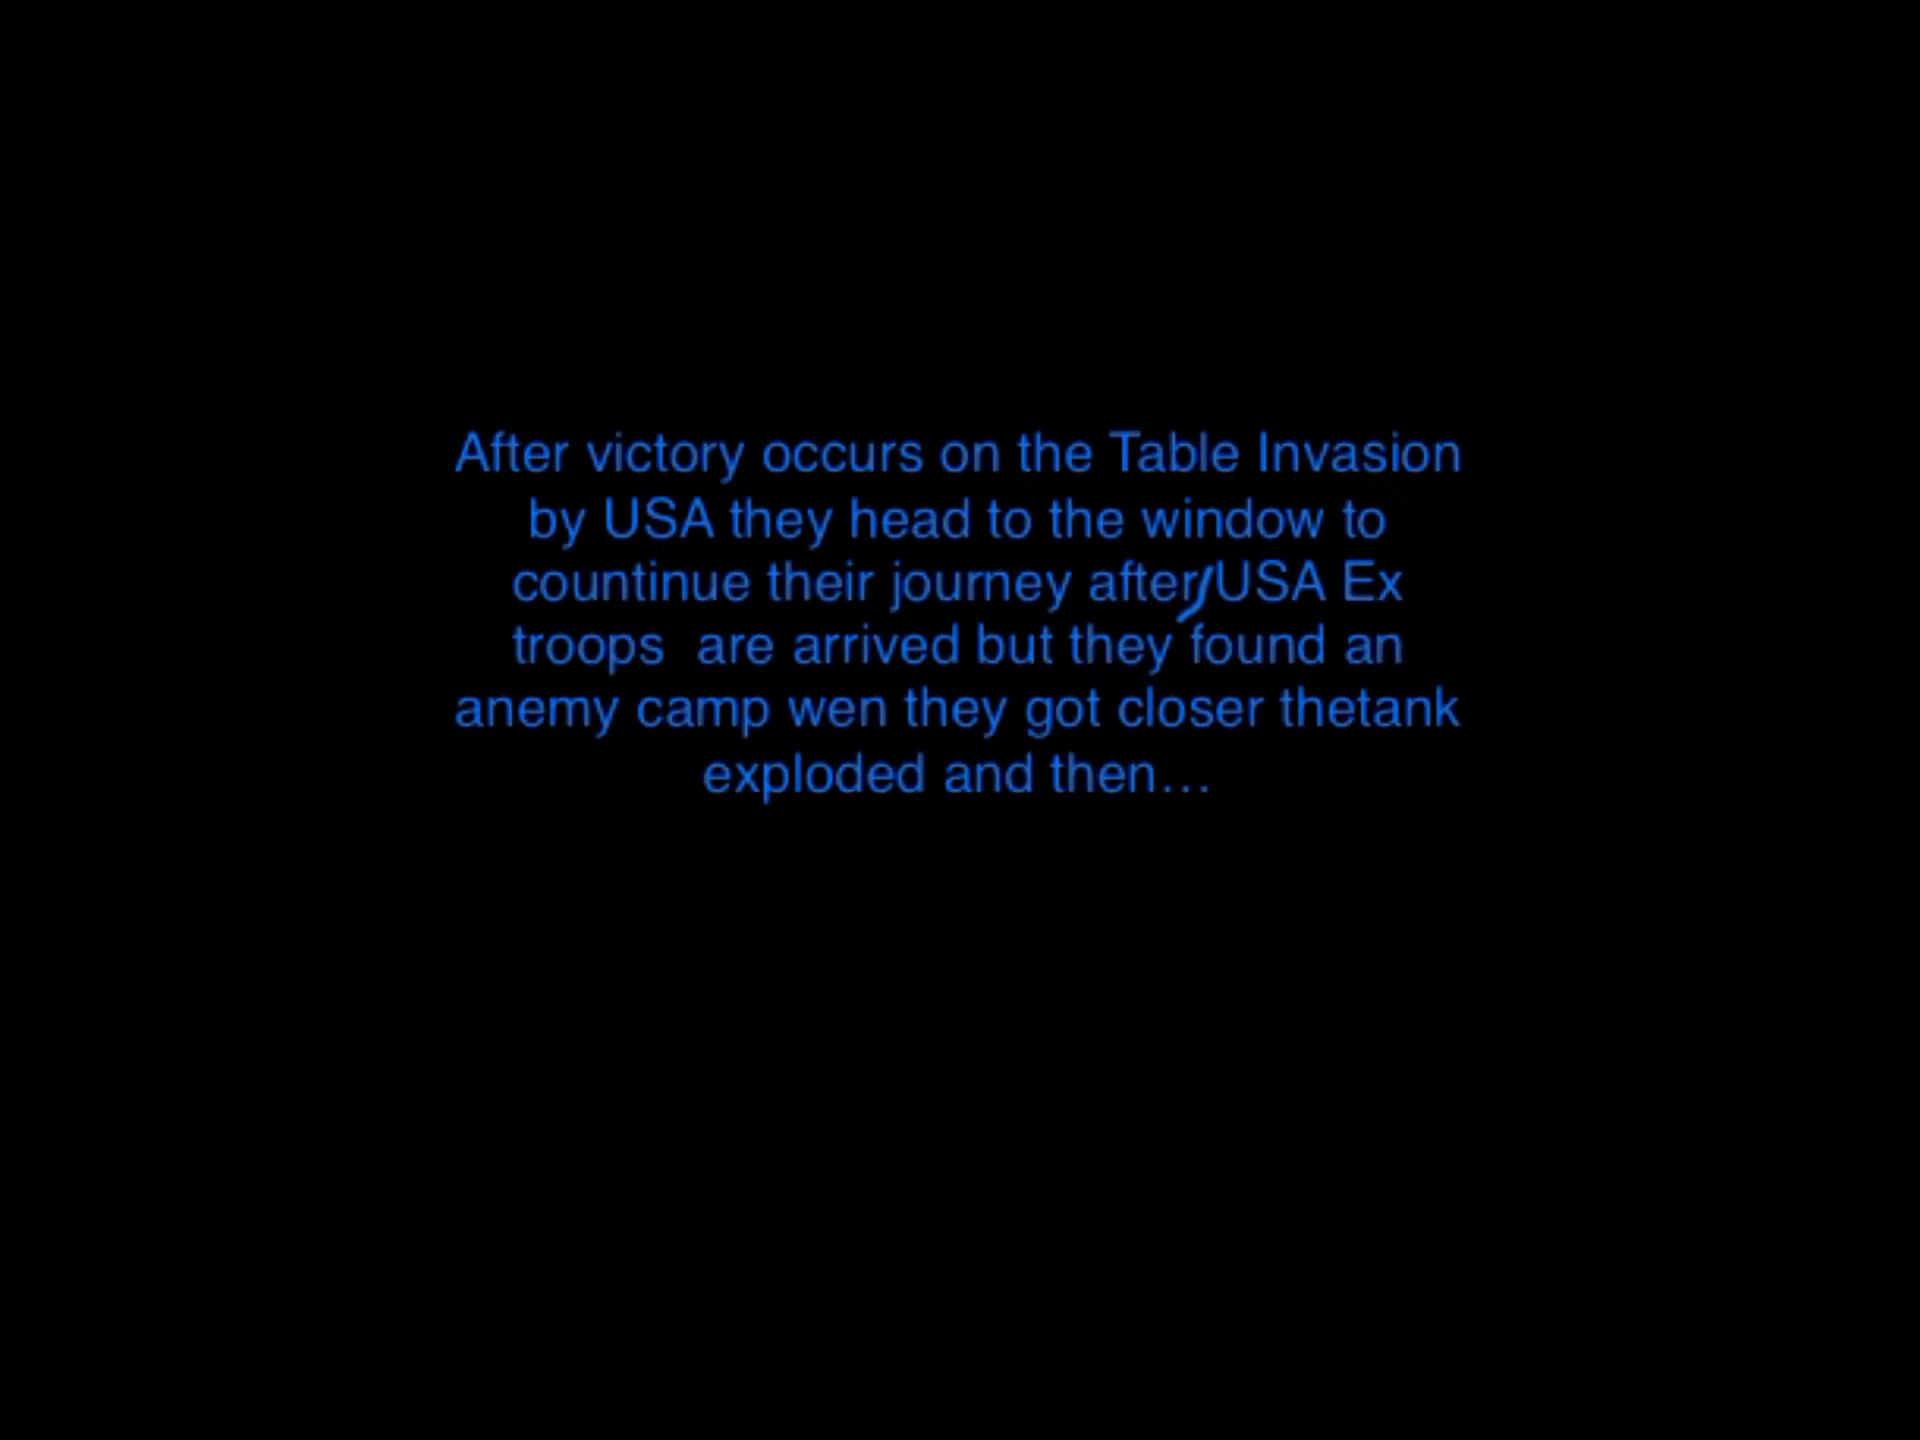 After victory occurs on the Table Invasion
by USA they head to the window to
countinue their journey after,USA Ex
troops  are arrived but they found an
anemy camp wen they got closer thetank
exploded and then…